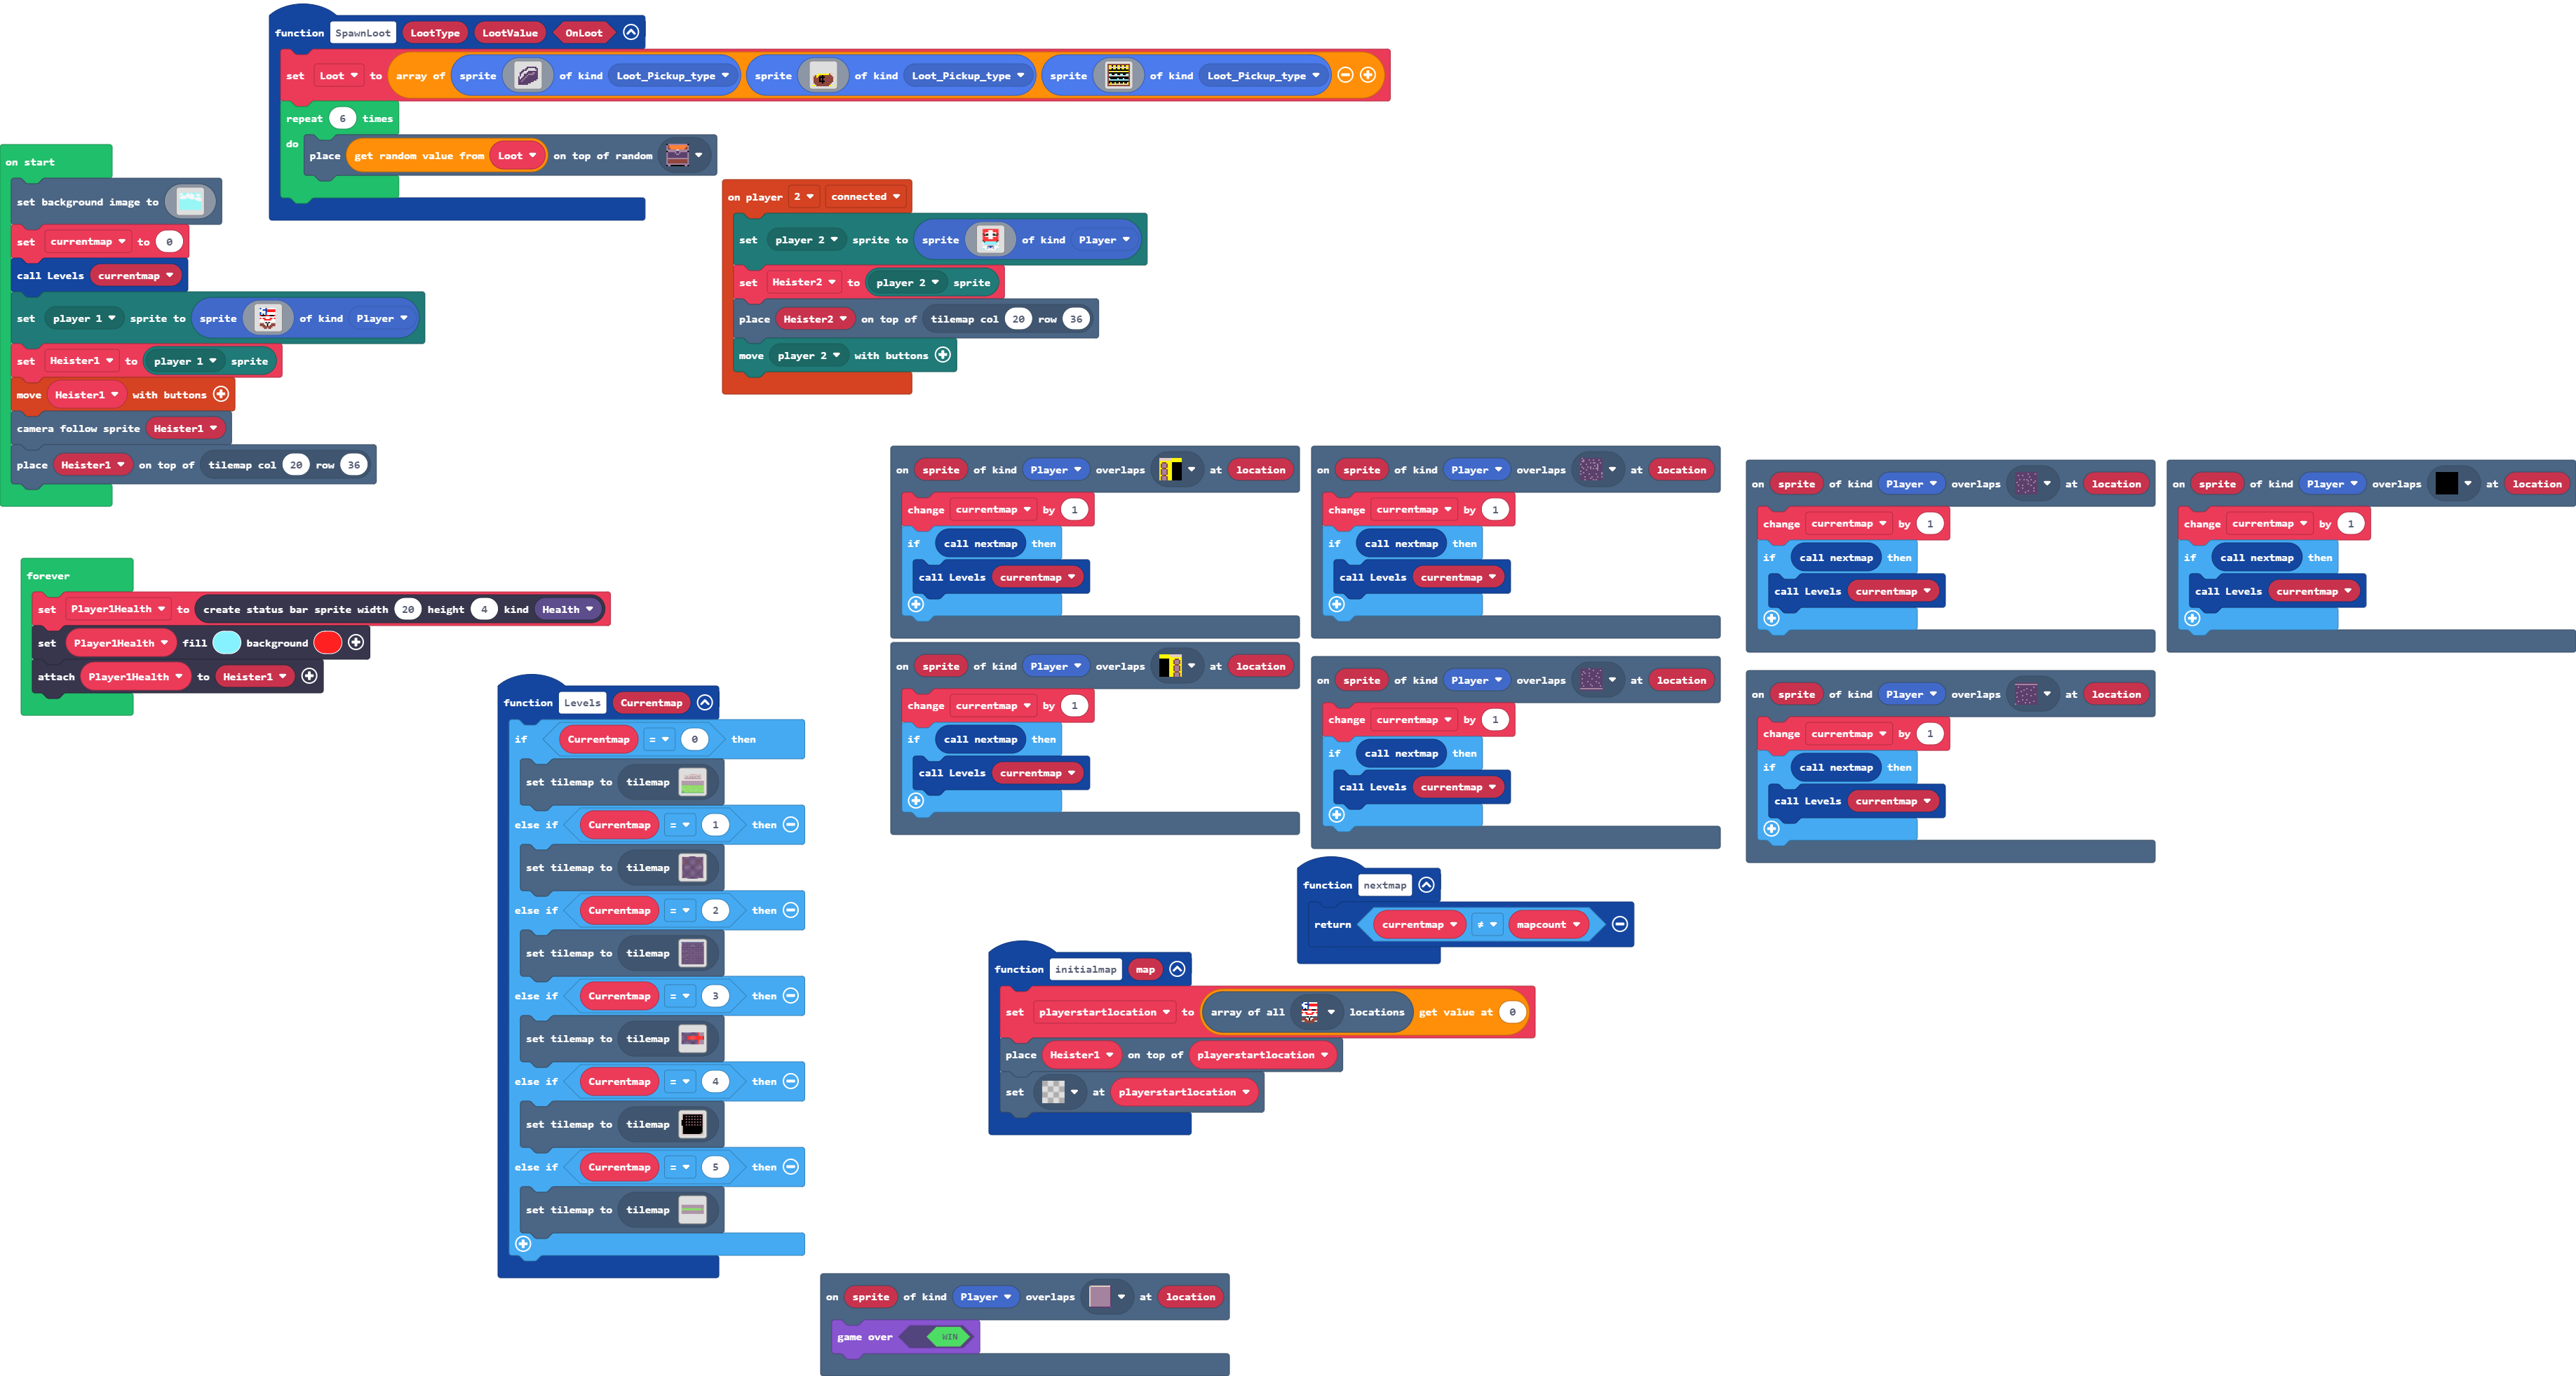 function SpawnLoot LootType LootValue OnLoot
set Loot to array of sprite of kind Loot_Pickup_type sprite of kind Loot_Pickup_type sprite of kind Loot_Pickup_type
repeat 6 times
do place get random value from Loot on top of random
on start
set background image to
set currentmap to 0
call Levels currentmap
set player 1 sprite to sprite of kind Player
set Heister1 to player 1 sprite
move Heister1 with buttons
camera follow sprite Heister1
place Heister1 on top of tilemap col 20 row 36
on player 2 connected
set player 2 sprite to sprite of kind Player
set Heister2 to player 2 sprite
place Heister2 on top of tilemap col 20 row 36
move player 2 with buttons
forever
set Player1Health to create status bar sprite width 20 height 4 kind Health
set Player1Health fill background
attach Player1Health to Heister1
function Levels Currentmap
if Currentmap = 0 then
set tilemap to tilemap
else if Currentmap = 1 then
set tilemap to tilemap
else if Currentmap = 2 then
set tilemap to tilemap
else if Currentmap = 3 then
set tilemap to tilemap
else if Currentmap = 4 then
set tilemap to tilemap
else if Currentmap = 5 then
set tilemap to tilemap
on sprite of kind Player overlaps at location
change currentmap by 1
if call nextmap then
call Levels currentmap
on sprite of kind Player overlaps at location
change currentmap by 1
if call nextmap then
call Levels currentmap
on sprite of kind Player overlaps at location
change currentmap by 1
if call nextmap then
call Levels currentmap
on sprite of kind Player overlaps at location
change currentmap by 1
if call nextmap then
call Levels currentmap
on sprite of kind Player overlaps at location
change currentmap by 1
if call nextmap then
call Levels currentmap
on sprite of kind Player overlaps at location
change currentmap by 1
if call nextmap then
call Levels currentmap
on sprite of kind Player overlaps at location
change currentmap by 1
if call nextmap then
call Levels currentmap
function nextmap
return currentmap ≠ mapcount
function initialmap map
set playerstartlocation to array of all locations get value at 0
place Heister1 on top of playerstartlocation
set at playerstartlocation
on sprite of kind Player overlaps at location
game over WIN